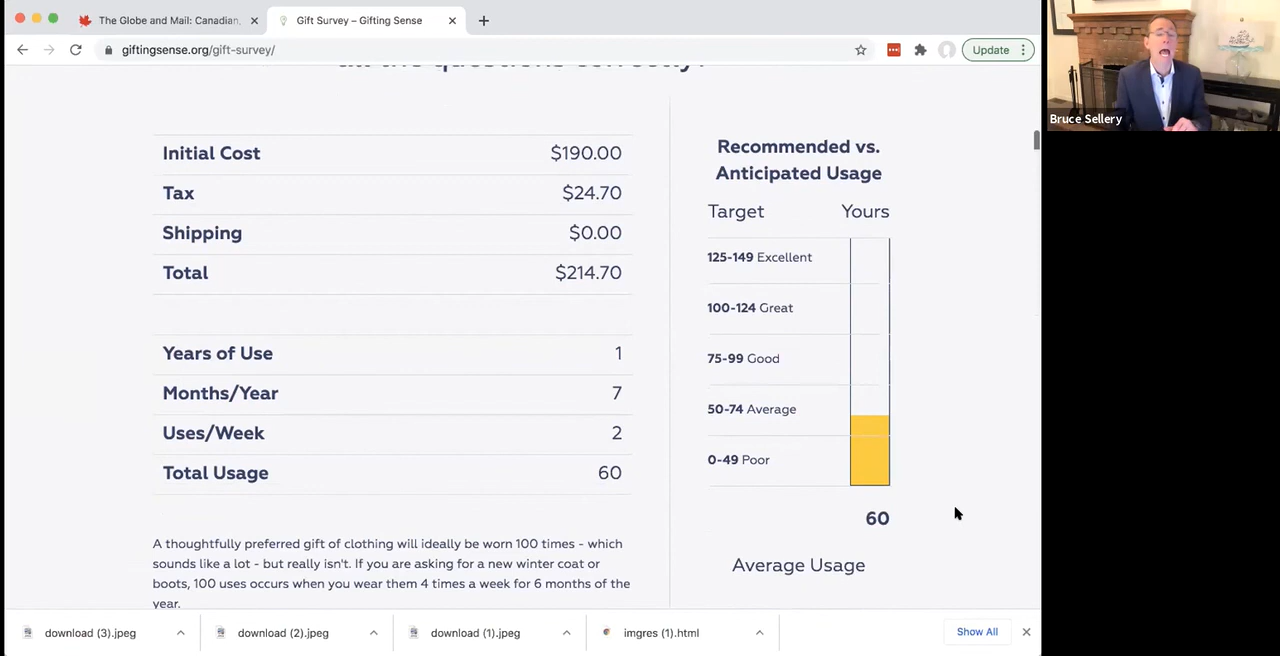 The Globe and Mail: Canadian,
Gift Survey – Gifting Sense
giftingsense.org/gift-survey/
Update
all the questions correctly?
Initial Cost $190.00
Tax $24.70
Shipping $0.00
Total $214.70
Years of Use 1
Months/Year 7
Uses/Week 2
Total Usage 60
A thoughtfully preferred gift of clothing will ideally be worn 100 times - which
sounds like a lot - but really isn't. If you are asking for a new winter coat or
boots, 100 uses occurs when you wear them 4 times a week for 6 months of the
year.
Recommended vs.
Anticipated Usage
Target Yours
125-149 Excellent
100-124 Great
75-99 Good
50-74 Average
0-49 Poor
60
Average Usage
download (3).jpeg
download (2).jpeg
download (1).jpeg
imgres (1).html
Show All
Bruce Sellery